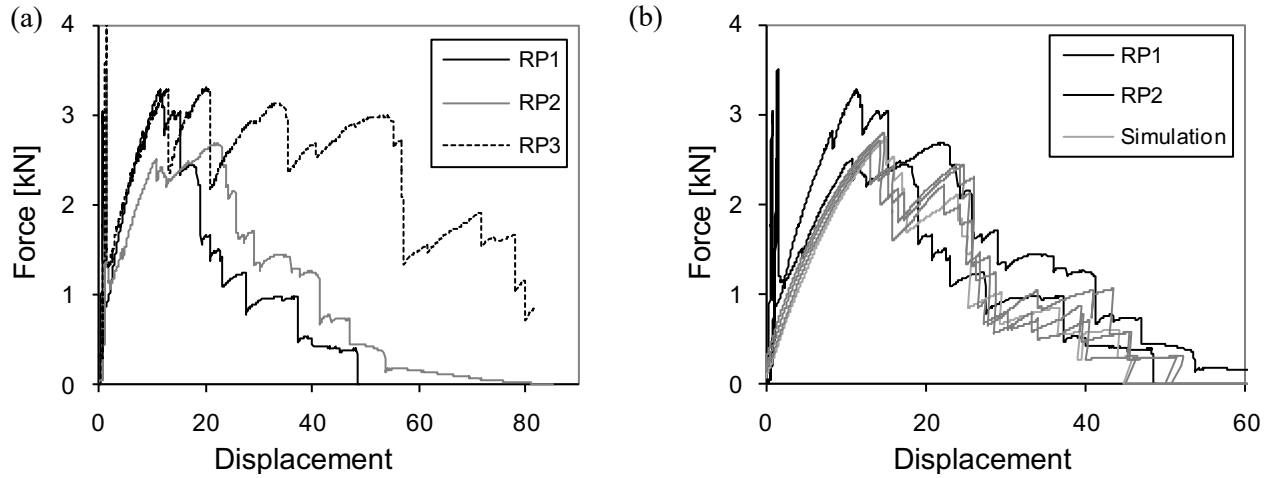 (a)
Force [kN]
4
3
2
1
0
0 20 40 60 80
Displacement
RP1
RP2
RP3
(b)
Force [kN]
4
3
2
1
0
0 20 40 60
Displacement
RP1
RP2
Simulation